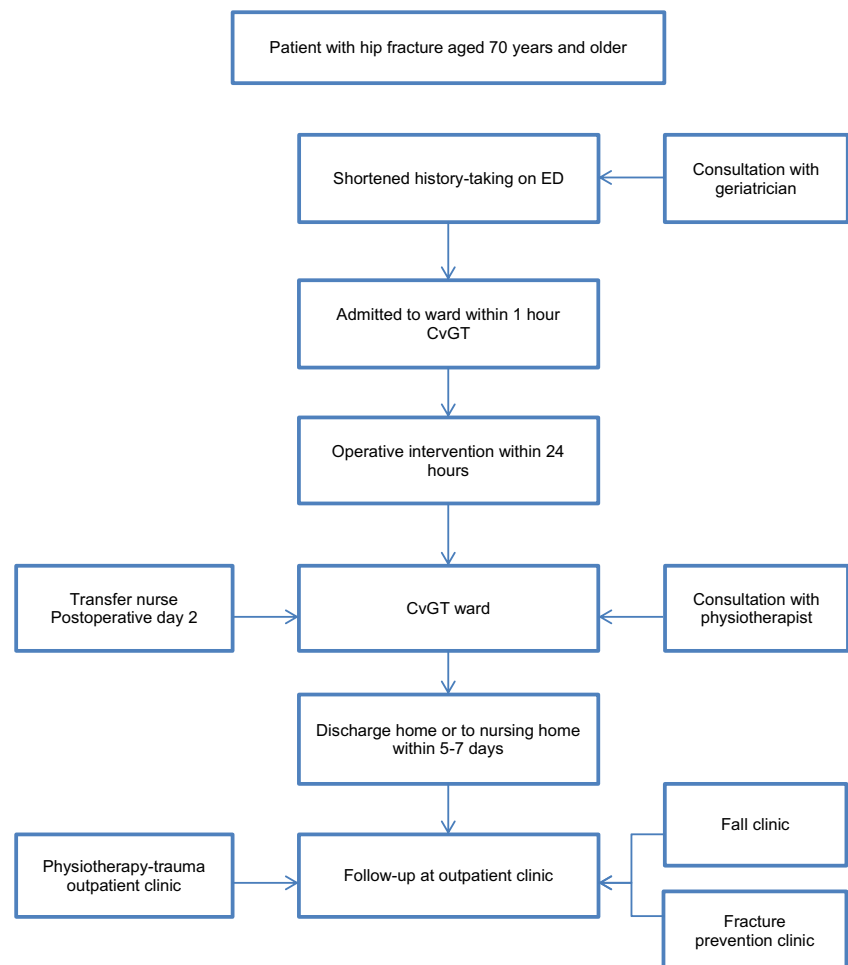 Patient with hip fracture aged 70 years and older
Shortened history-taking on ED
Consultation with
geriatrician
Admitted to ward within 1 hour
CvGT
Operative intervention within 24
hours
Transfer nurse
Postoperative day 2
CvGT ward
Consultation with
physiotherapist
Discharge home or to nursing home
within 5-7 days
Fall clinic
Physiotherapy-trauma
outpatient clinic
Follow-up at outpatient clinic
Fracture
prevention clinic